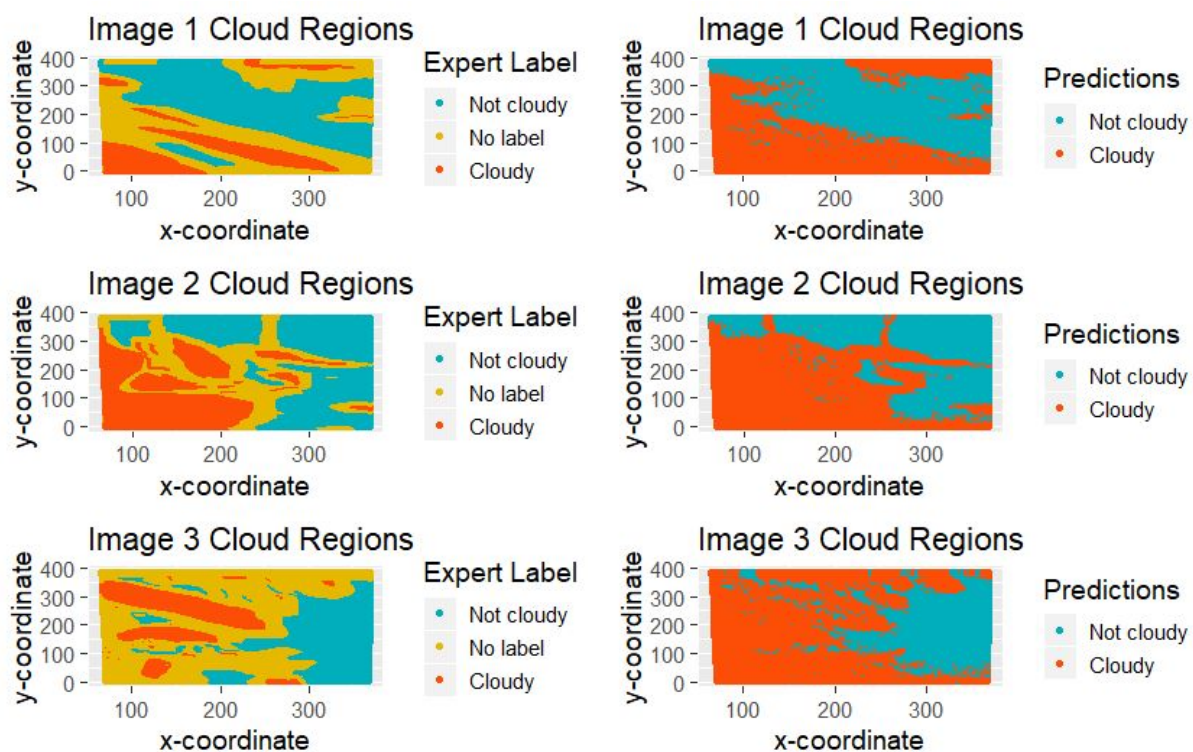 Image 1 Cloud Regions
400
300
200
100
0
y-coordinate
100 200 300
x-coordinate
Expert Label
Not cloudy
No label
Cloudy
Image 1 Cloud Regions
400
300
200
100
0
y-coordinate
100 200 300
x-coordinate
Predictions
Not cloudy
Cloudy
Image 2 Cloud Regions
400
300
200
100
0
y-coordinate
100 200 300
x-coordinate
Expert Label
Not cloudy
No label
Cloudy
Image 2 Cloud Regions
400
300
200
100
0
y-coordinate
100 200 300
x-coordinate
Predictions
Not cloudy
Cloudy
Image 3 Cloud Regions
400
300
200
100
0
y-coordinate
100 200 300
x-coordinate
Expert Label
Not cloudy
No label
Cloudy
Image 3 Cloud Regions
400
300
200
100
0
y-coordinate
100 200 300
x-coordinate
Predictions
Not cloudy
Cloudy